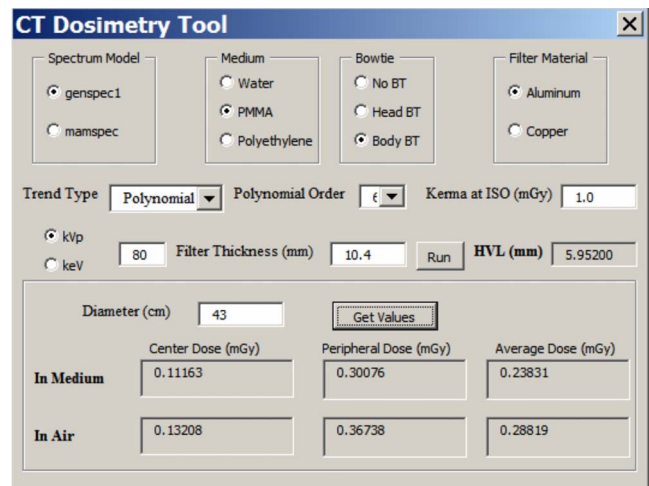 CT Dosimetry Tool
Spectrum Model Medium Bowtie Filter Material
genspec1 Water No BT Aluminum
PMMA Head BT
mamspec Polyethylene Body BT Copper
Trend Type Polynomial Polynomial Order Kerma at ISO (mGy) 1.0
kVp
keV 80 Filter Thickness (mm) 10.4 Run HVL (mm) 5.95200
Diameter (cm) 43 Get Values
Center Dose (mGy) Peripheral Dose (mGy) Average Dose (mGy)
In Medium 0.11163 0.30076 0.23831
In Air 0.13208 0.36738 0.28819